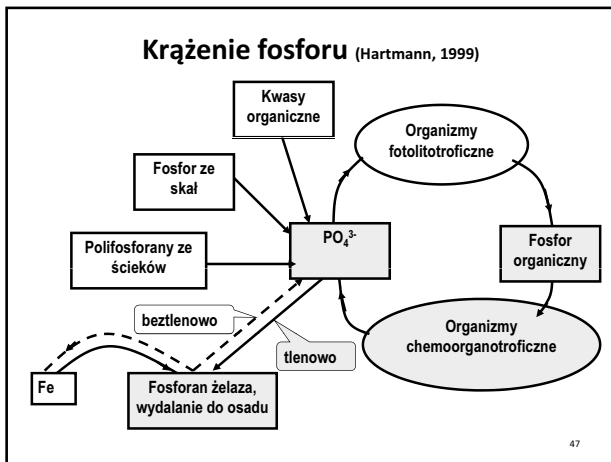 Krążenie fosforu (Hartmann, 1999)
Kwasy
organiczne
Organizmy
fotolitotroficzne
Fosfor ze
skał
PO₄³⁻
Fosfor
organiczny
Polifosforany ze
ścieków
beztlenowo
tlenowo
Organizmy
chemoorganotroficzne
Fe
Fosforan żelaza,
wydalanie do osadu
47